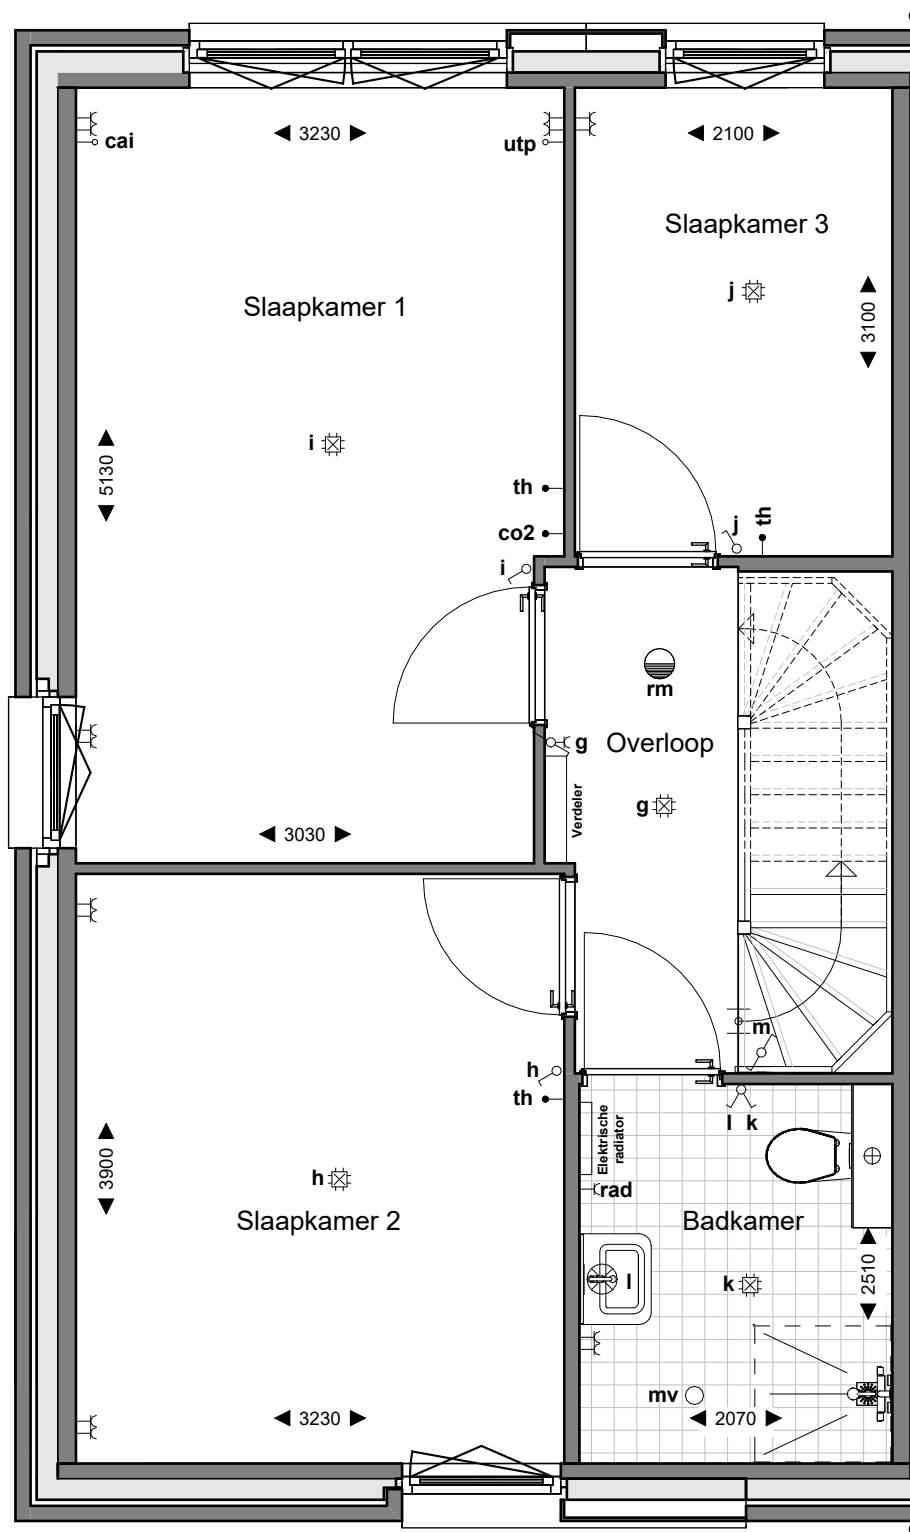 cai
3230
utp
2100
Slaapkamer 3
j
Slaapkamer 1
3100
i
5130
th
co2
i
j
th
rm
g
Overloop
g
Verdeler
3030
m
h
th
l k
Elektrische
radiator
3900
h
rad
Slaapkamer 2
Badkamer
l
k
2510
mv
3230
2070